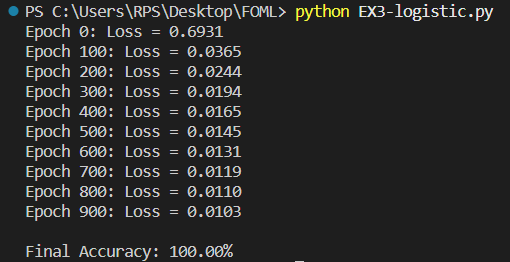 PS C:\Users\RPS\Desktop\FOML> python EX3-logistic.py
Epoch 0: Loss = 0.6931
Epoch 100: Loss = 0.0365
Epoch 200: Loss = 0.0244
Epoch 300: Loss = 0.0194
Epoch 400: Loss = 0.0165
Epoch 500: Loss = 0.0145
Epoch 600: Loss = 0.0131
Epoch 700: Loss = 0.0119
Epoch 800: Loss = 0.0110
Epoch 900: Loss = 0.0103
Final Accuracy: 100.00%